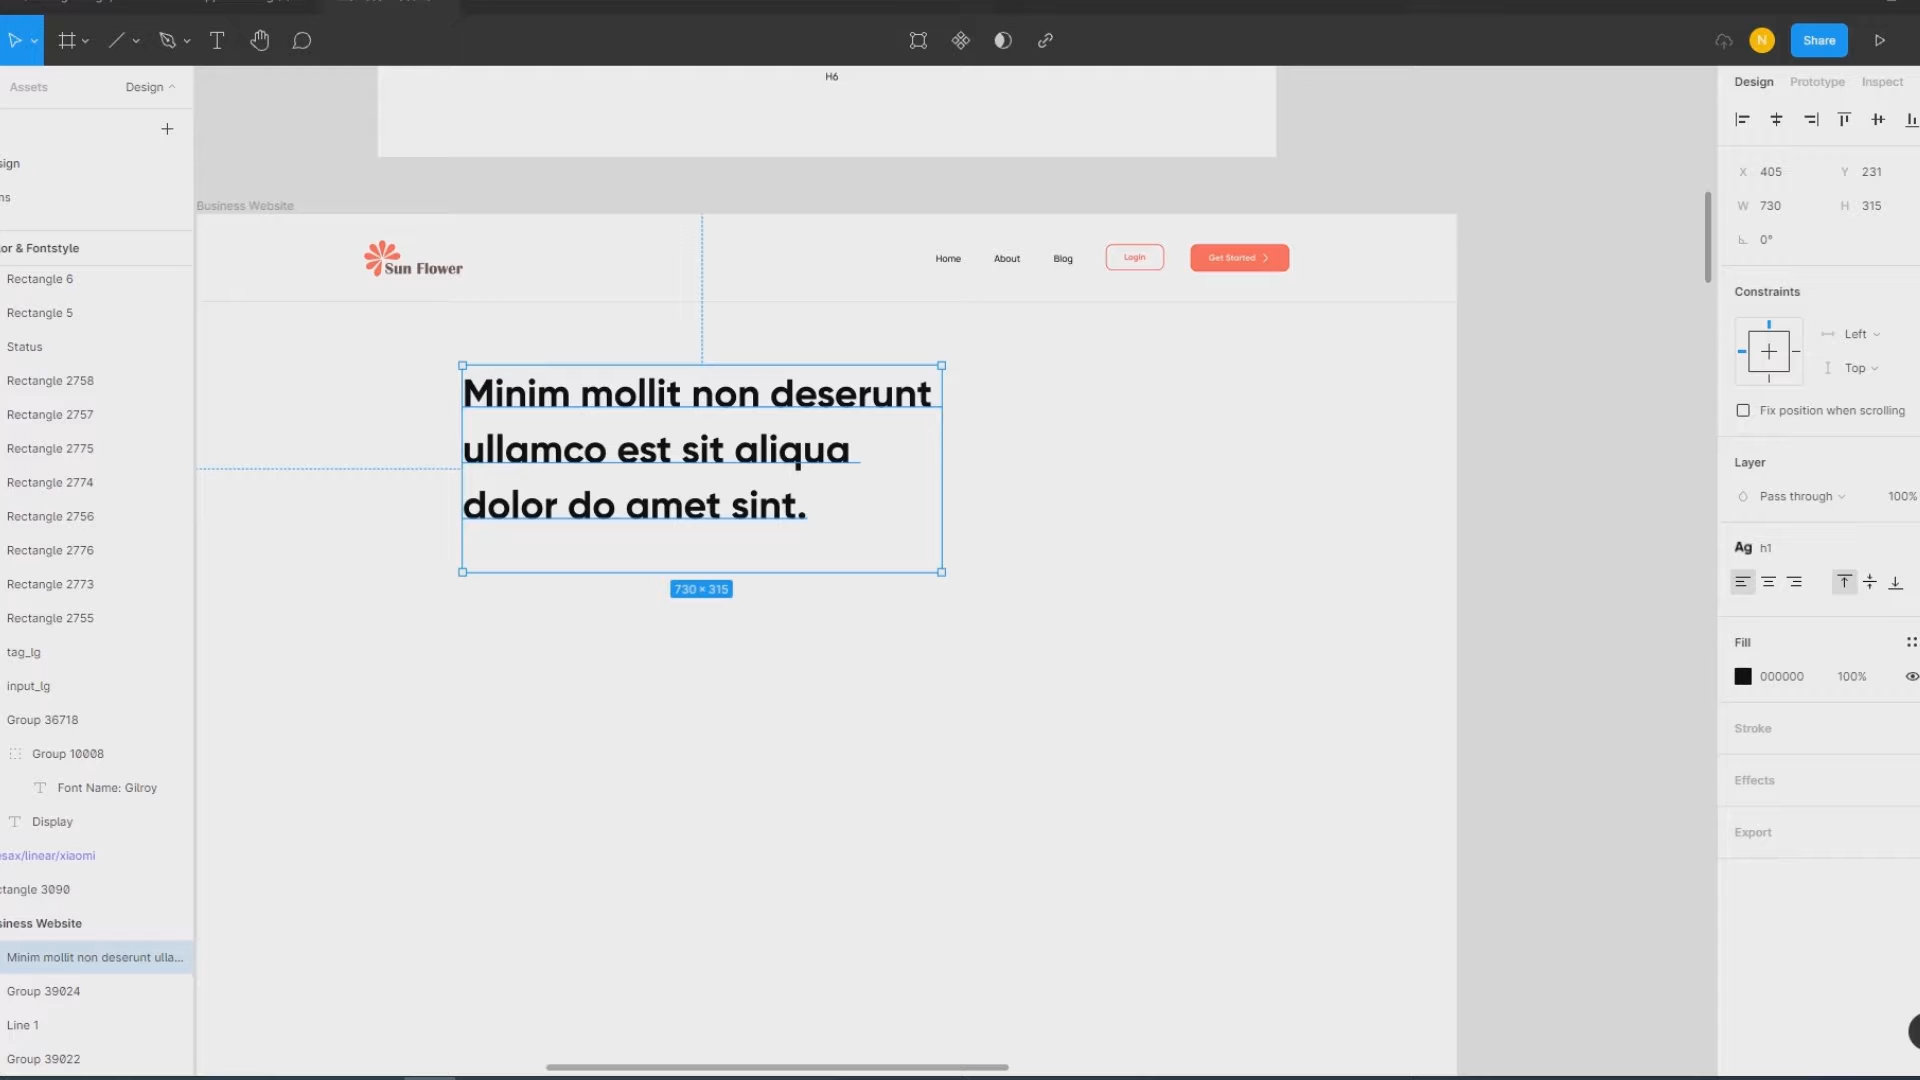 N
Share
Assets
Design
Design
Prototype
Inspect
H6
sign
ns
X 405
Y 231
W 730
H 315
0°
Business Website
or & Fontstyle
Rectangle 6
Rectangle 5
Status
Rectangle 2758
Rectangle 2757
Rectangle 2775
Rectangle 2774
Rectangle 2756
Rectangle 2776
Rectangle 2773
Rectangle 2755
tag_lg
input_lg
Group 36718
Group 10008
Font Name: Gilroy
Display
esax/linear/xiaomi
ctangle 3090
siness Website
Minim mollit non deserunt ulla...
Group 39024
Line 1
Group 39022
Sun Flower
Home
About
Blog
Login
Get Started
Minim mollit non deserunt
ullamco est sit aliqua
dolor do amet sint.
730 × 315
Constraints
Left
Top
Fix position when scrolling
Layer
Pass through
100%
Ag h1
Fill
000000
100%
Stroke
Effects
Export